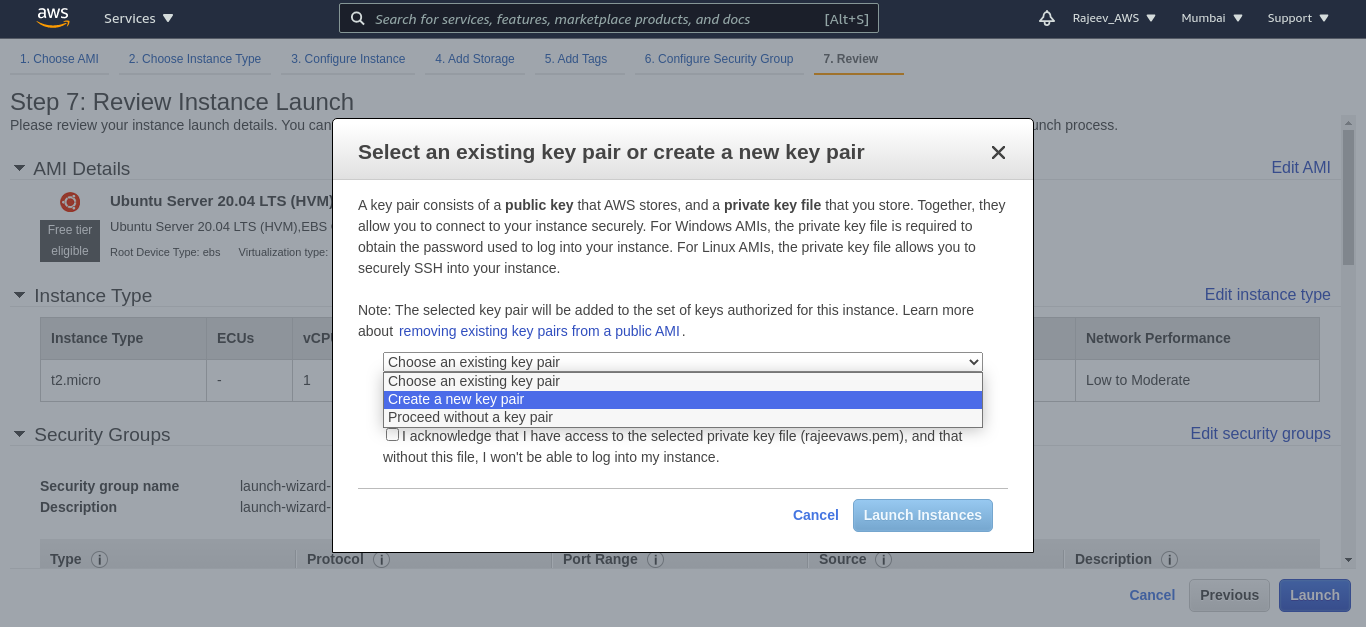 aws
Services
Search for services, features, marketplace products, and docs [Alt+S]
Rajeev_AWS Mumbai Support
1. Choose AMI 2. Choose Instance Type 3. Configure Instance 4. Add Storage 5. Add Tags 6. Configure Security Group 7. Review
Step 7: Review Instance Launch
Please review your instance launch details. You can
unch process.
Select an existing key pair or create a new key pair
A key pair consists of a public key that AWS stores, and a private key file that you store. Together, they
allow you to connect to your instance securely. For Windows AMIs, the private key file is required to
obtain the password used to log into your instance. For Linux AMIs, the private key file allows you to
securely SSH into your instance.
Note: The selected key pair will be added to the set of keys authorized for this instance. Learn more
about removing existing key pairs from a public AMI .
Choose an existing key pair
Choose an existing key pair
Create a new key pair
Proceed without a key pair
I acknowledge that I have access to the selected private key file (rajeevaws.pem), and that
without this file, I won't be able to log into my instance.
Cancel Launch Instances
AMI Details
Edit AMI
Ubuntu Server 20.04 LTS (HVM)
Free tier
eligible
Ubuntu Server 20.04 LTS (HVM),EBS
Root Device Type: ebs Virtualization type:
Instance Type
Edit instance type
Instance Type ECUs vCPU Network Performance
t2.micro - 1 Low to Moderate
Security Groups
Edit security groups
Security group name launch-wizard-
Description launch-wizard-
Type Protocol Port Range Source Description
Cancel Previous Launch